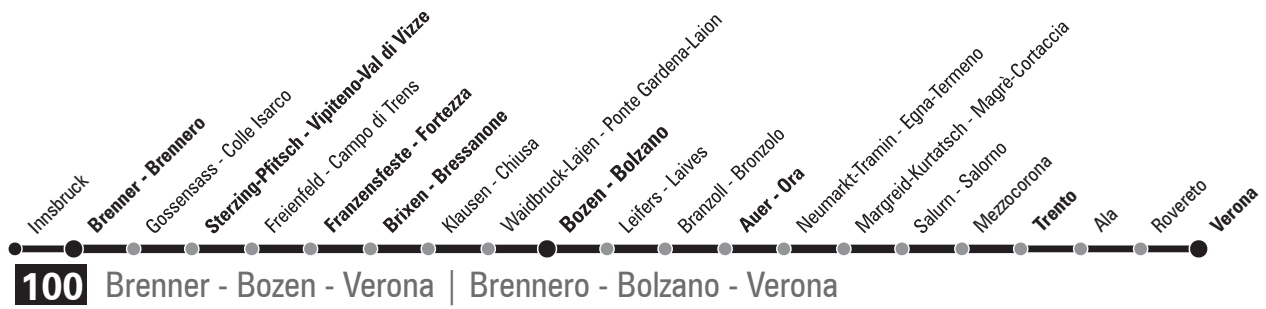 Innsbruck
Brenner - Brennero
Gossensass - Colle Isarco
Sterzing-Pfitsch - Vipiteno-Val di Vizze
Freienfeld - Campo di Trens
Franzensfeste - Fortezza
Brixen - Bressanone
Klausen - Chiusa
Waidbruck-Lajen - Ponte Gardena-Laion
Bozen - Bolzano
Leifers - Laives
Branzoll - Bronzolo
Auer - Ora
Neumarkt-Tramin - Egna-Termeno
Margreid-Kurtatsch - Magrè-Cortaccia
Salurn - Salorno
Mezzocorona
Trento
Ala
Rovereto
Verona
100 Brenner - Bozen - Verona | Brennero - Bolzano - Verona